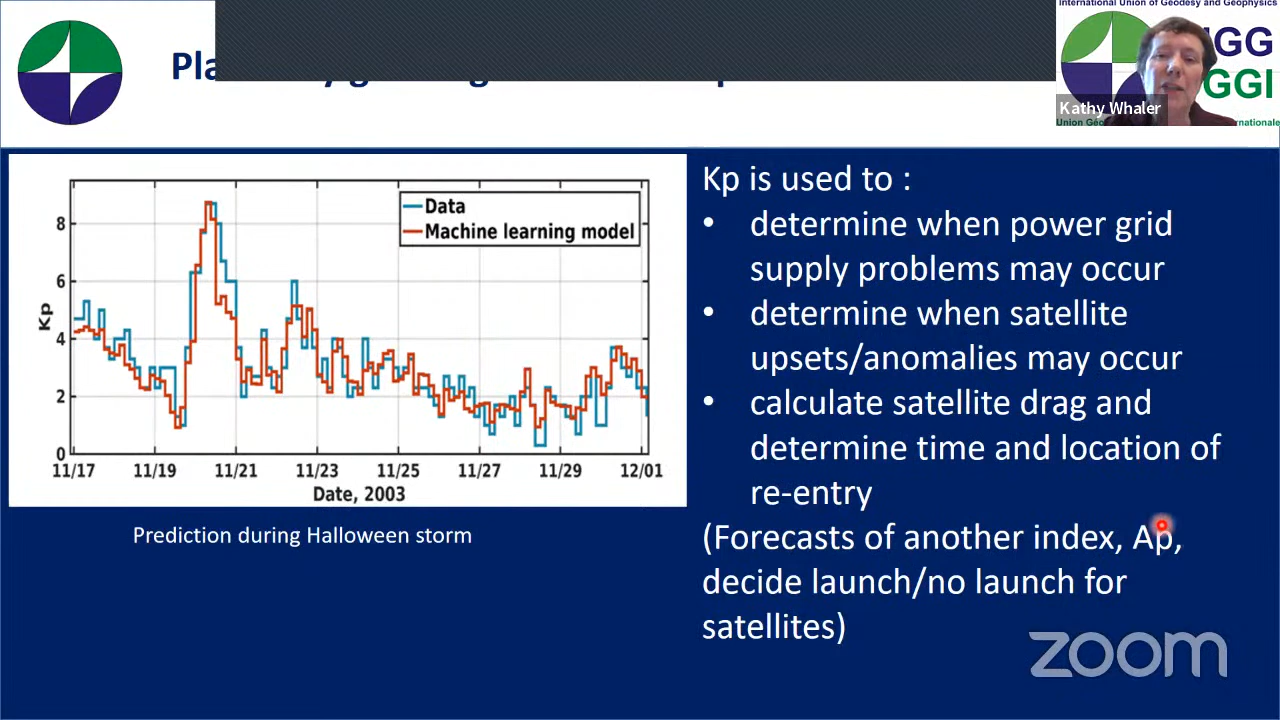 International Union of Geodesy and Geophysics
IGG
GGI
Kathy Whaler
Data
Machine learning model
8
6
4
2
0
Kp
11/17 11/19 11/21 11/23 11/25 11/27 11/29 12/01
Date, 2003
Prediction during Halloween storm
Kp is used to :
• determine when power grid
supply problems may occur
• determine when satellite
upsets/anomalies may occur
• calculate satellite drag and
determine time and location of
re-entry
(Forecasts of another index, Ap,
decide launch/no launch for
satellites)
zoom